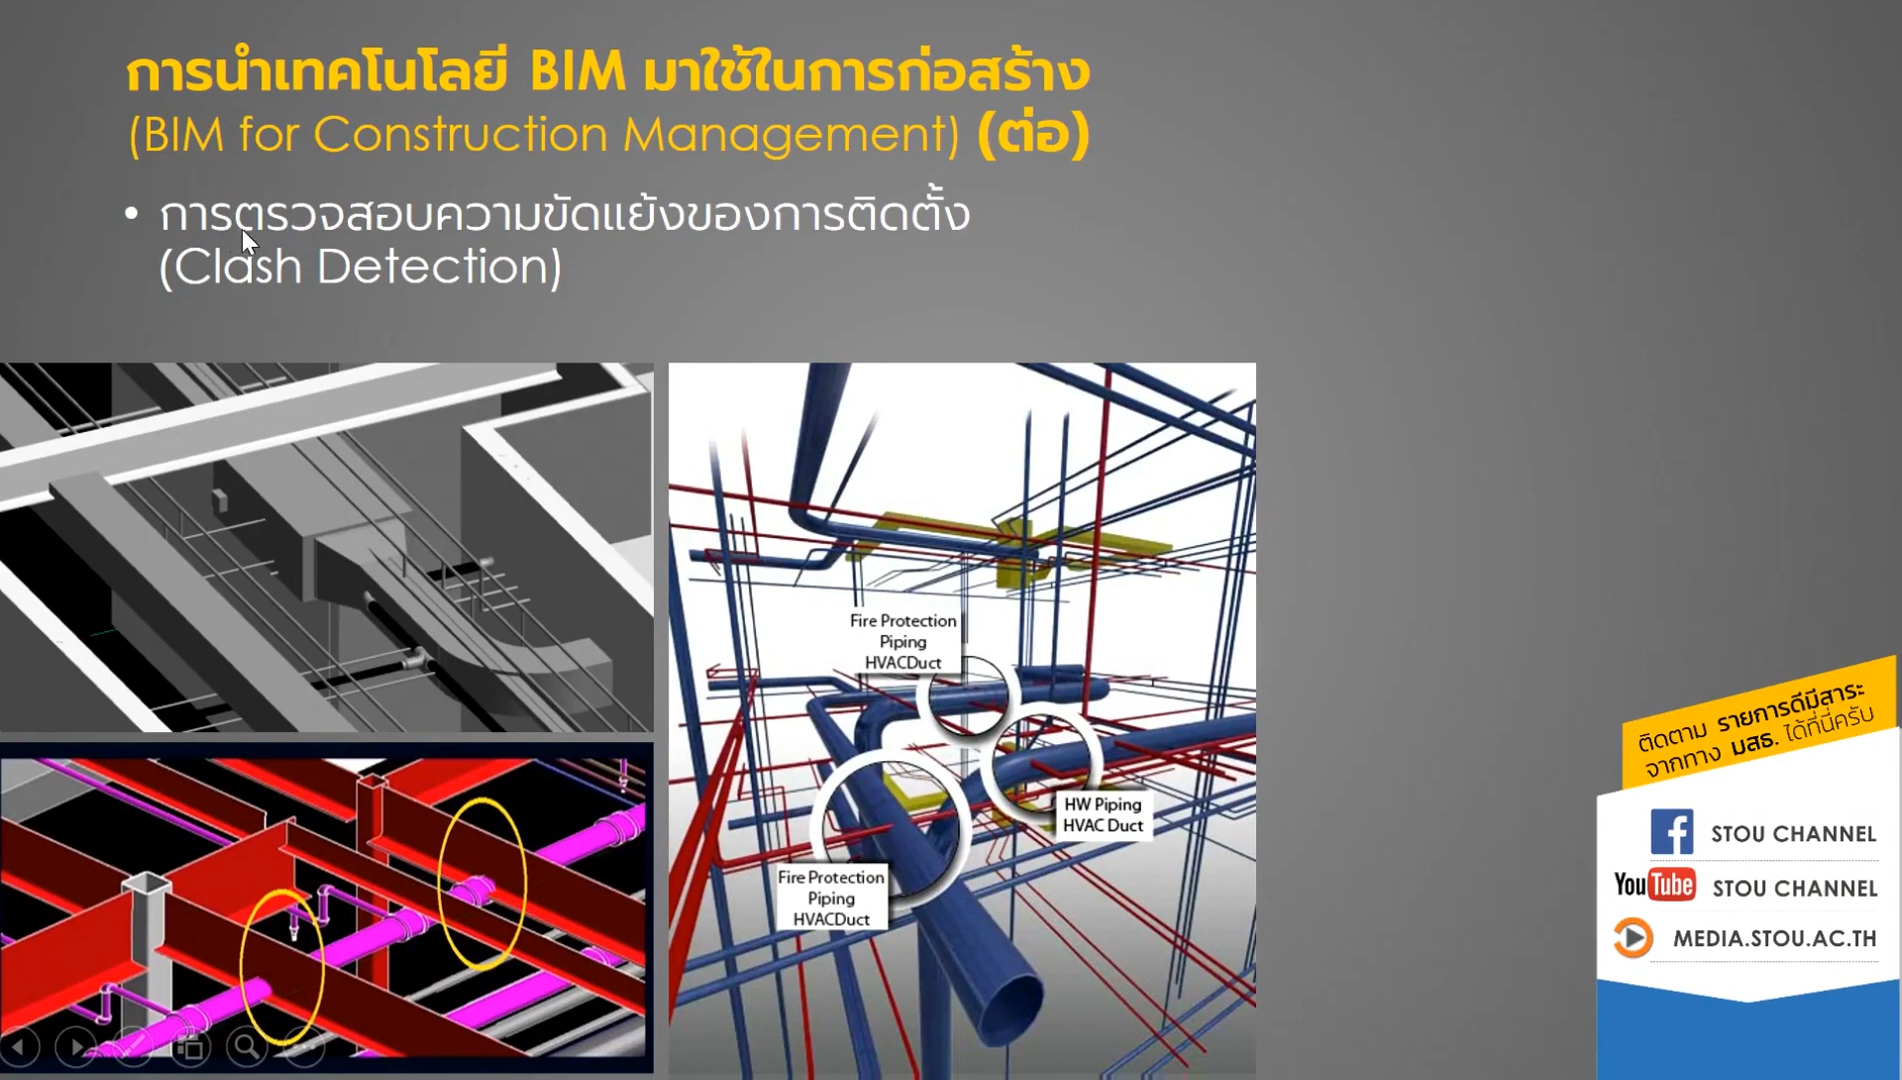 การนำเทคโนโลยี BIM มาใช้ในการก่อสร้าง
(BIM for Construction Management) (ต่อ)
• การตรวจสอบความขัดแย้งของการติดตั้ง
(Clash Detection)
Fire Protection
Piping
HVACDuct
HW Piping
HVAC Duct
Fire Protection
Piping
HVACDuct
ติดตาม รายการดีมีสาระ
จากทาง มสธ. ได้ที่นี่ครับ
f STOU CHANNEL
YouTube STOU CHANNEL
MEDIA.STOU.AC.TH